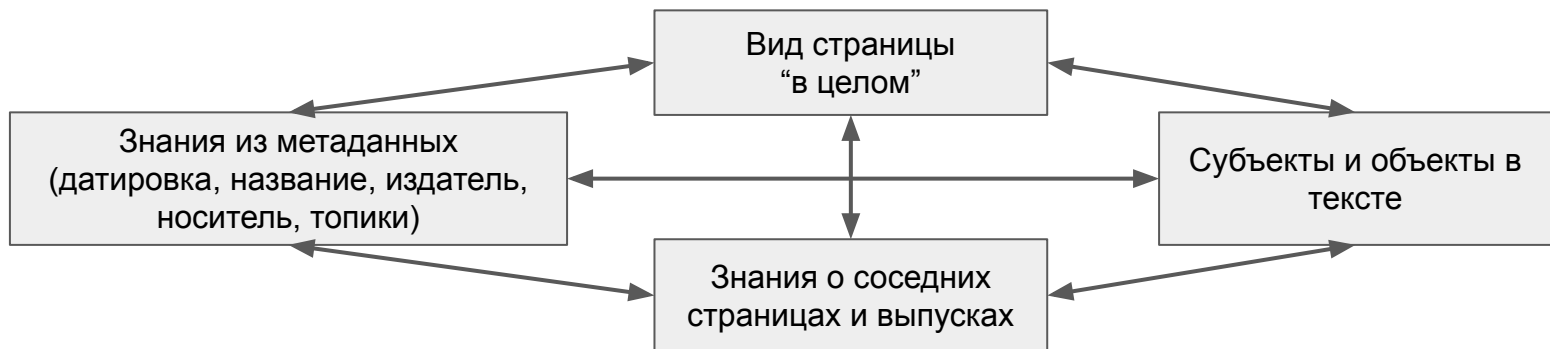 Вид страницы
“в целом”
Знания из метаданных
(датировка, название, издатель,
носитель, топики)
Субъекты и объекты в
тексте
Знания о соседних
страницах и выпусках